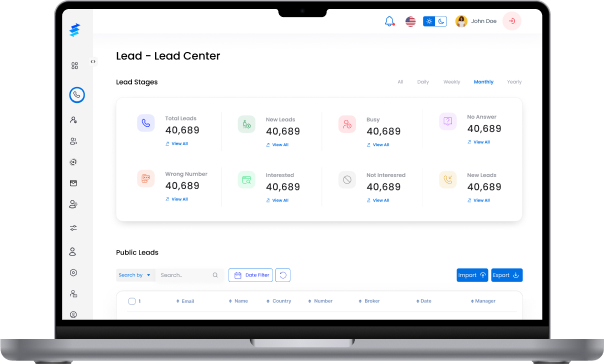 John Doe
Lead - Lead Center
Lead Stages
All Daily Weekly Monthly Yearly
Total Leads
40,689
View All
New Leads
40,689
View All
Busy
40,689
View All
No Answer
40,689
View All
Wrong Number
40,689
View All
Interested
40,689
View All
Not Interesred
40,689
View All
New Leads
40,689
View All
Public Leads
Search by Search.. Date Filter Import Export
Email Name Country Number Broker Date Manager